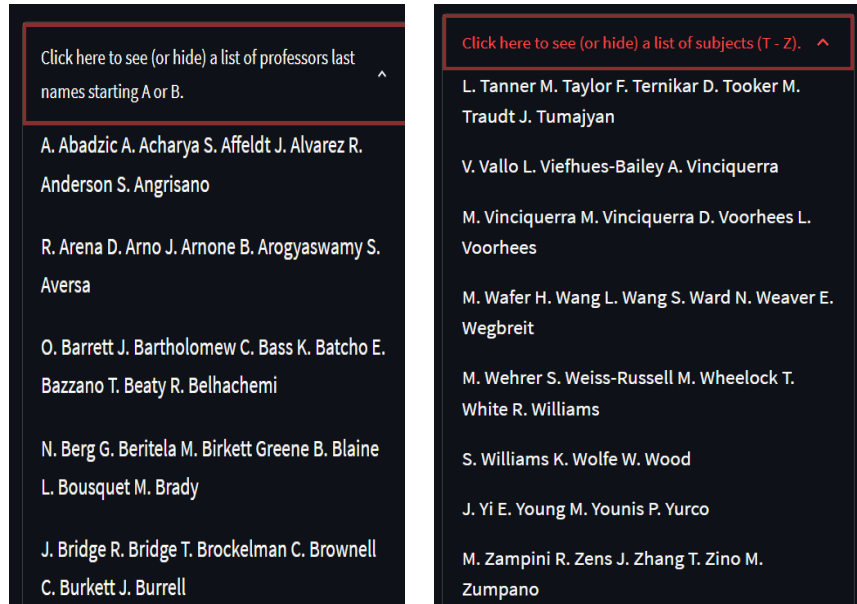 Click here to see (or hide) a list of professors last
names starting A or B.
A. Abadzic A. Acharya S. Affeldt J. Alvarez R.
Anderson S. Angrisano
R. Arena D. Arno J. Arnone B. Arogyaswamy S.
Aversa
O. Barrett J. Bartholomew C. Bass K. Batcho E.
Bazzano T. Beaty R. Belhachemi
N. Berg G. Beritela M. Birkett Greene B. Blaine
L. Bousquet M. Brady
J. Bridge R. Bridge T. Brockelman C. Brownell
C. Burkett J. Burrell
Click here to see (or hide) a list of subjects (T - Z).
L. Tanner M. Taylor F. Ternikar D. Tooker M.
Traudt J. Tumajyan
V. Vallo L. Viefhues-Bailey A. Vinciquerra
M. Vinciquerra M. Vinciquerra D. Voorhees L.
Voorhees
M. Wafer H. Wang L. Wang S. Ward N. Weaver E.
Wegbreit
M. Wehrer S. Weiss-Russell M. Wheelock T.
White R. Williams
S. Williams K. Wolfe W. Wood
J. Yi E. Young M. Younis P. Yurco
M. Zampini R. Zens J. Zhang T. Zino M.
Zumpano